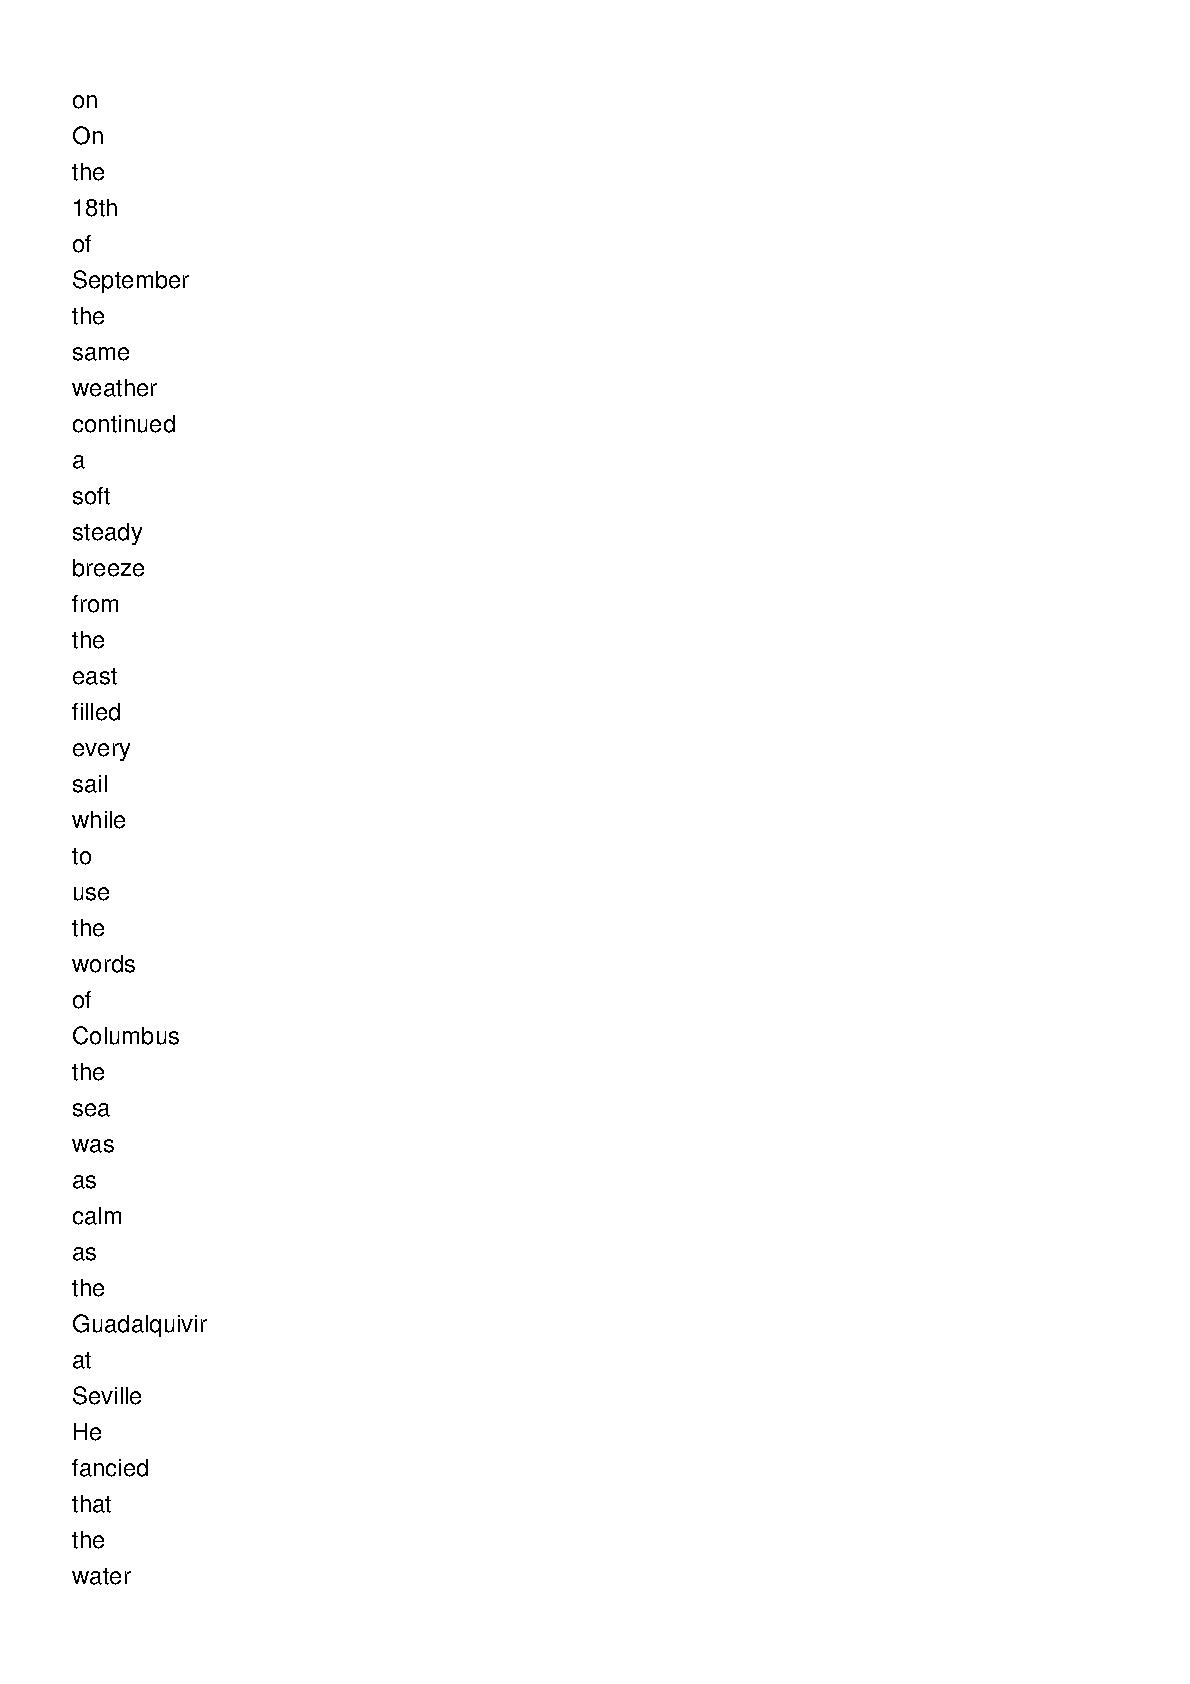 on
On
the
18th
of
September
the
same
weather
continued
a
soft
steady
breeze
from
the
east
filled
every
sail
while
to
use
the
words
of
Columbus
the
sea
was
as
calm
as
the
Guadalquivir
at
Seville
He
fancied
that
the
water